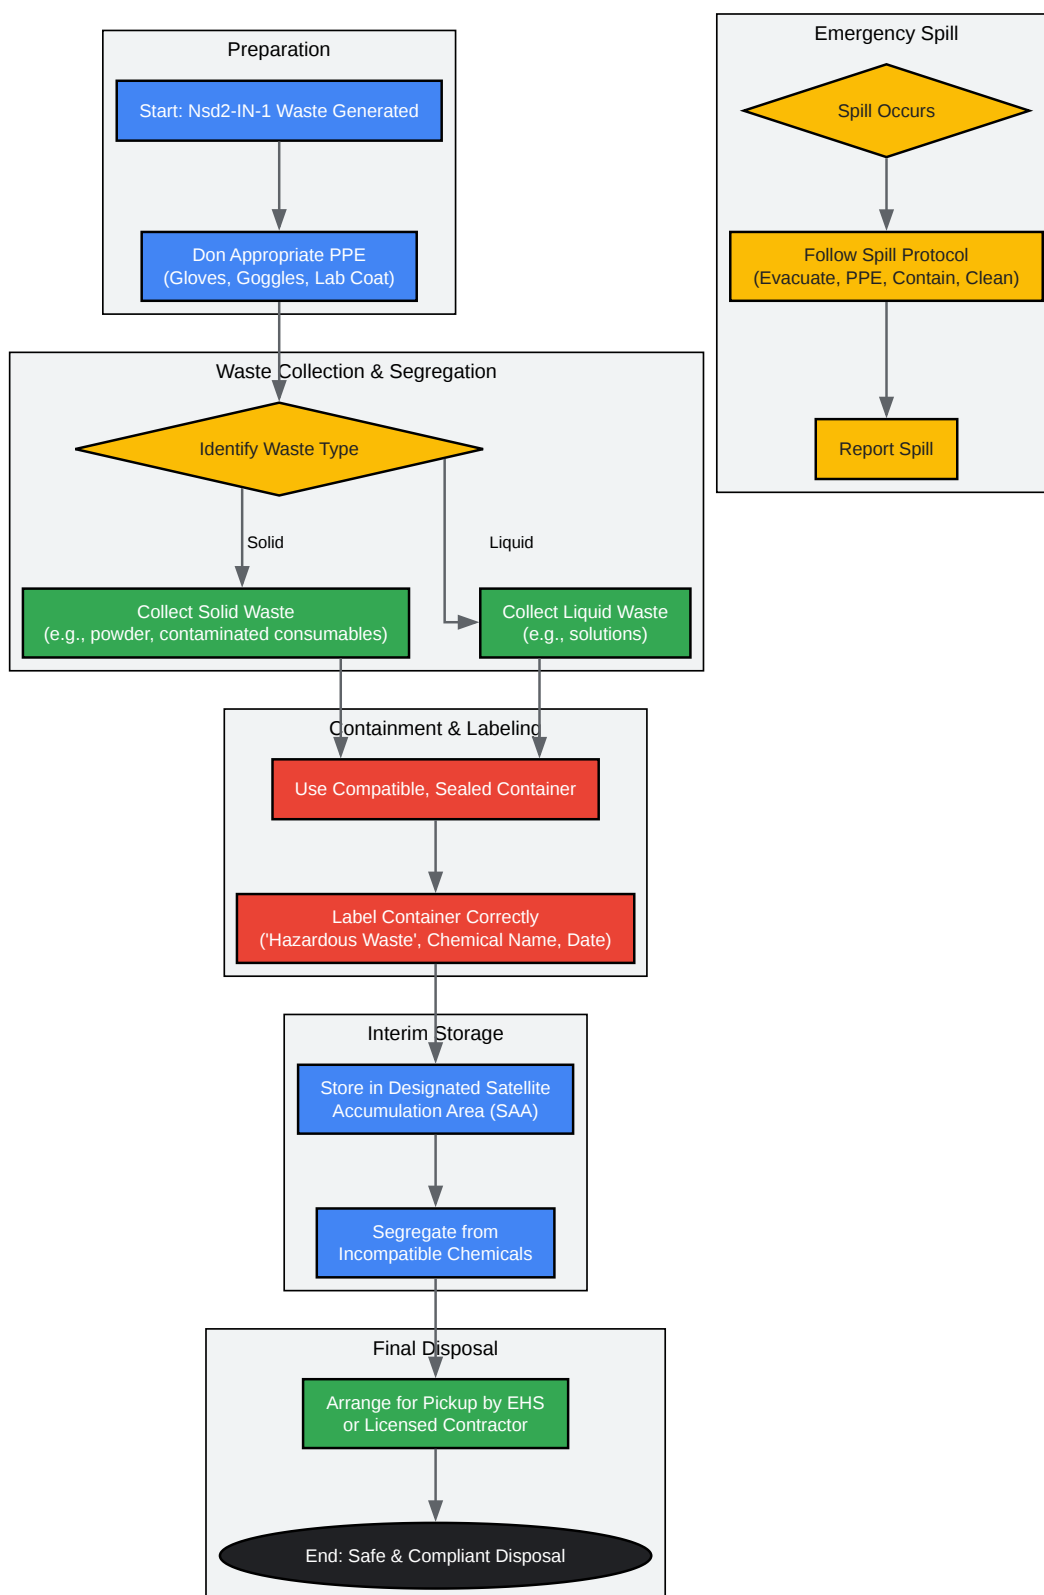 Preparation
Start: Nsd2-IN-1 Waste Generated
Don Appropriate PPE
(Gloves, Goggles, Lab Coat)
Waste Collection & Segregation
Identify Waste Type
Solid
Liquid
Collect Solid Waste
(e.g., powder, contaminated consumables)
Collect Liquid Waste
(e.g., solutions)
Containment & Labeling
Use Compatible, Sealed Container
Label Container Correctly
('Hazardous Waste', Chemical Name, Date)
Interim Storage
Store in Designated Satellite
Accumulation Area (SAA)
Segregate from
Incompatible Chemicals
Final Disposal
Arrange for Pickup by EHS
or Licensed Contractor
End: Safe & Compliant Disposal
Emergency Spill
Spill Occurs
Follow Spill Protocol
(Evacuate, PPE, Contain, Clean)
Report Spill